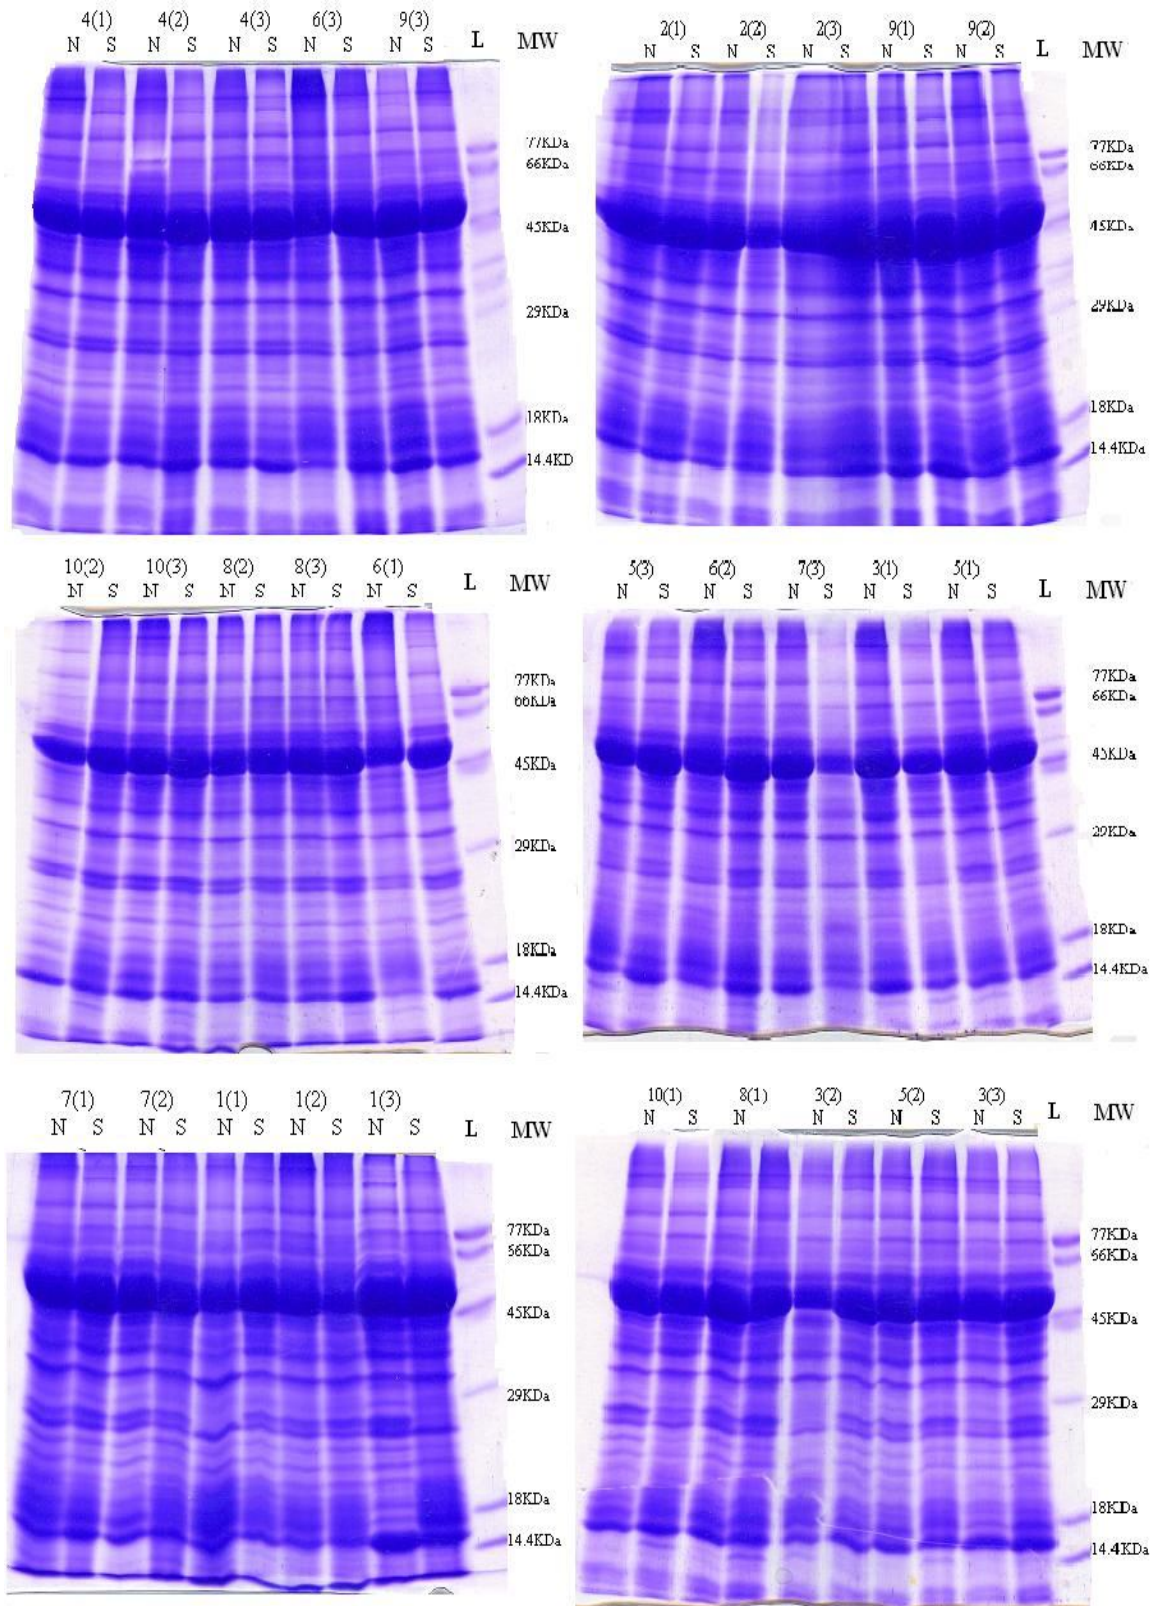 4(1) 4(2) 4(3) 6(3) 9(3)
N S N S N S N S N S L MW
77KDa
66KDa
45KDa
29KDa
18KDa
14.4KD
2(1) 2(2) 2(3) 9(1) 9(2)
N S N S N S N S N S L MW
77KDa
66KDa
45KDa
29KDa
18KDa
14.4KDa
10(2) 10(3) 8(2) 8(3) 6(1)
N S N S N S N S N S L MW
77KDa
66KDa
45KDa
29KDa
18KDa
14.4KDa
5(3) 6(2) 7(3) 3(1) 5(1)
N S N S N S N S N S L MW
77KDa
66KDa
45KDa
29KDa
18KDa
14.4KDa
7(1) 7(2) 1(1) 1(2) 1(3)
N S N S N S N S N S L MW
77KDa
56KDa
45KDa
29KDa
18KDa
14.4KDa
10(1) 8(1) 3(2) 5(2) 3(3)
N S N S N S N S N S L MW
77KDa
66KDa
45KDa
29KDa
18KDa
14.4KDa